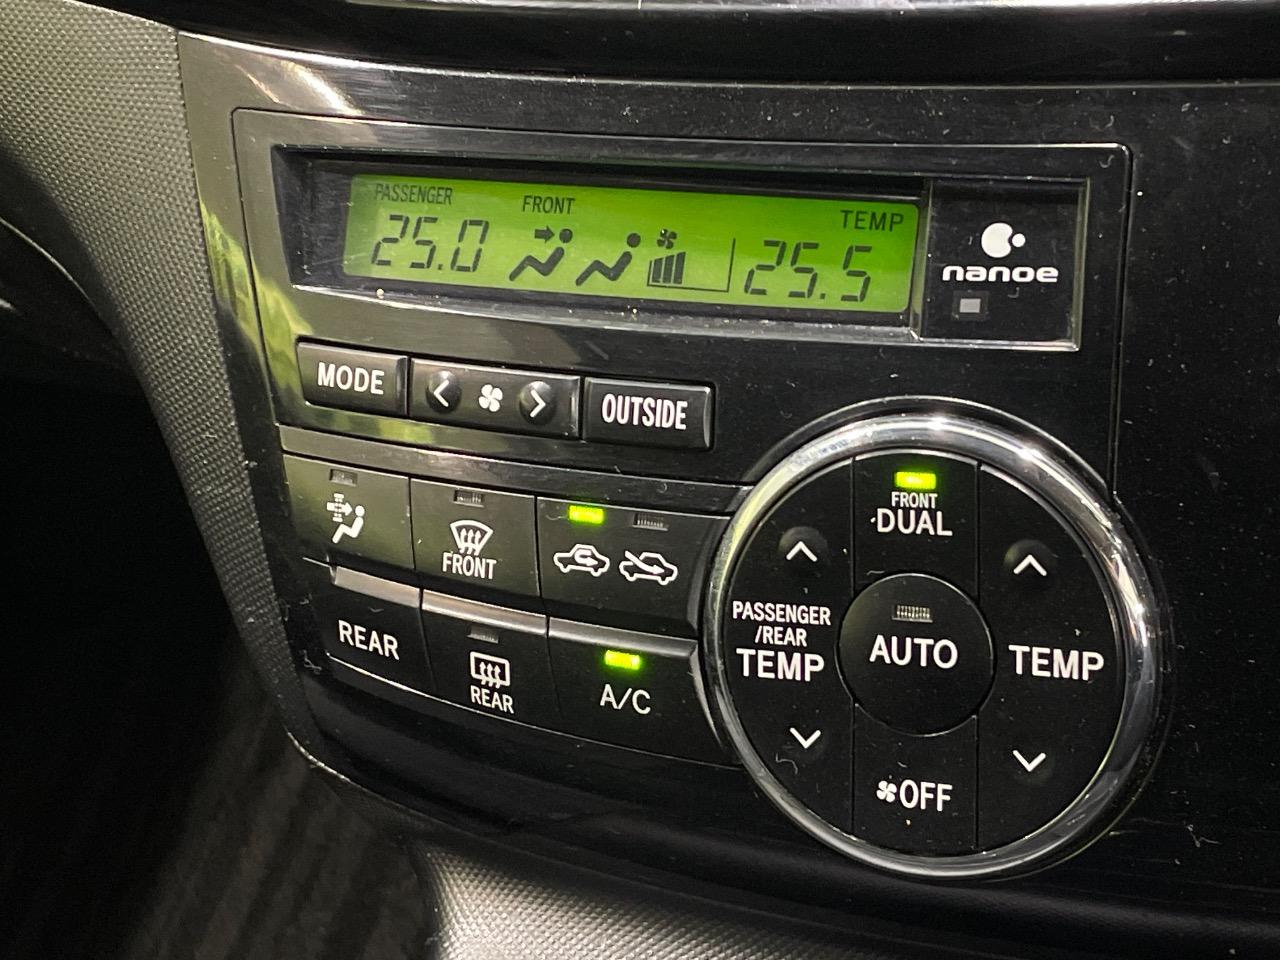 PASSENGER FRONT TEMP
25.0 25.5
nanoe
MODE < > OUTSIDE
FRONT
DUAL
FRONT
PASSENGER
/REAR
TEMP
AUTO
TEMP
REAR
REAR
A/C
OFF